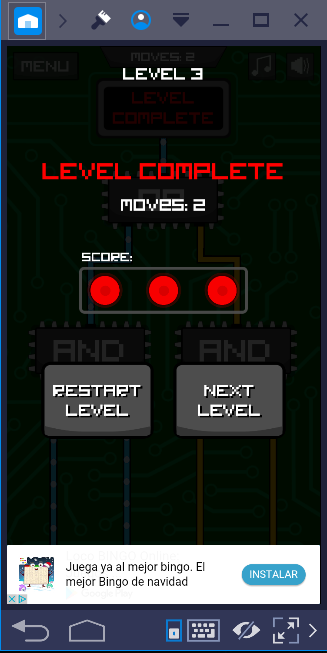 MOVES: 2
LEVEL 3
MENU
LEVEL
COMPLETE
LEVEL COMPLETE
MOVES: 2
SCORE:
AND
AND
RESTART
LEVEL
NEXT
LEVEL
Juega ya al mejor bingo. El
mejor Bingo de navidad
INSTALAR